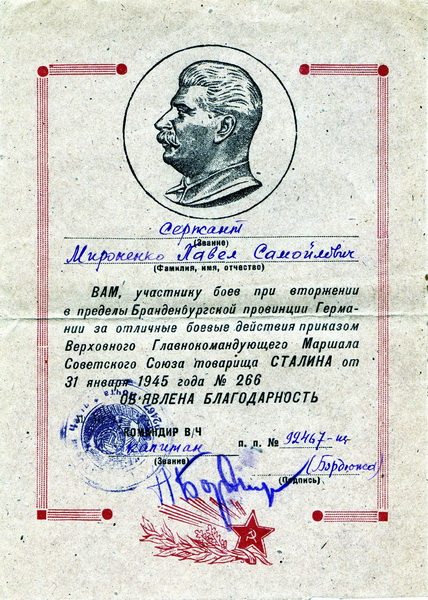 Сержант
(Звание)
Мироненко Павел Самойлович
(Фамилия, имя, отчество)
ВАМ, участнику боев при вторжении
в пределы Бранденбургской провинции Герма-
нии за отличные боевые действия приказом
Верховного Главнокомандующего Маршала
Советского Союза товарища СТАЛИНА от
31 января 1945 года № 266
ОБ'ЯВЛЕНА БЛАГОДАРНОСТЬ
КОМАНДИР В/Ч
п. п. № 92467-
капитан
(Звание)
(Подпись)